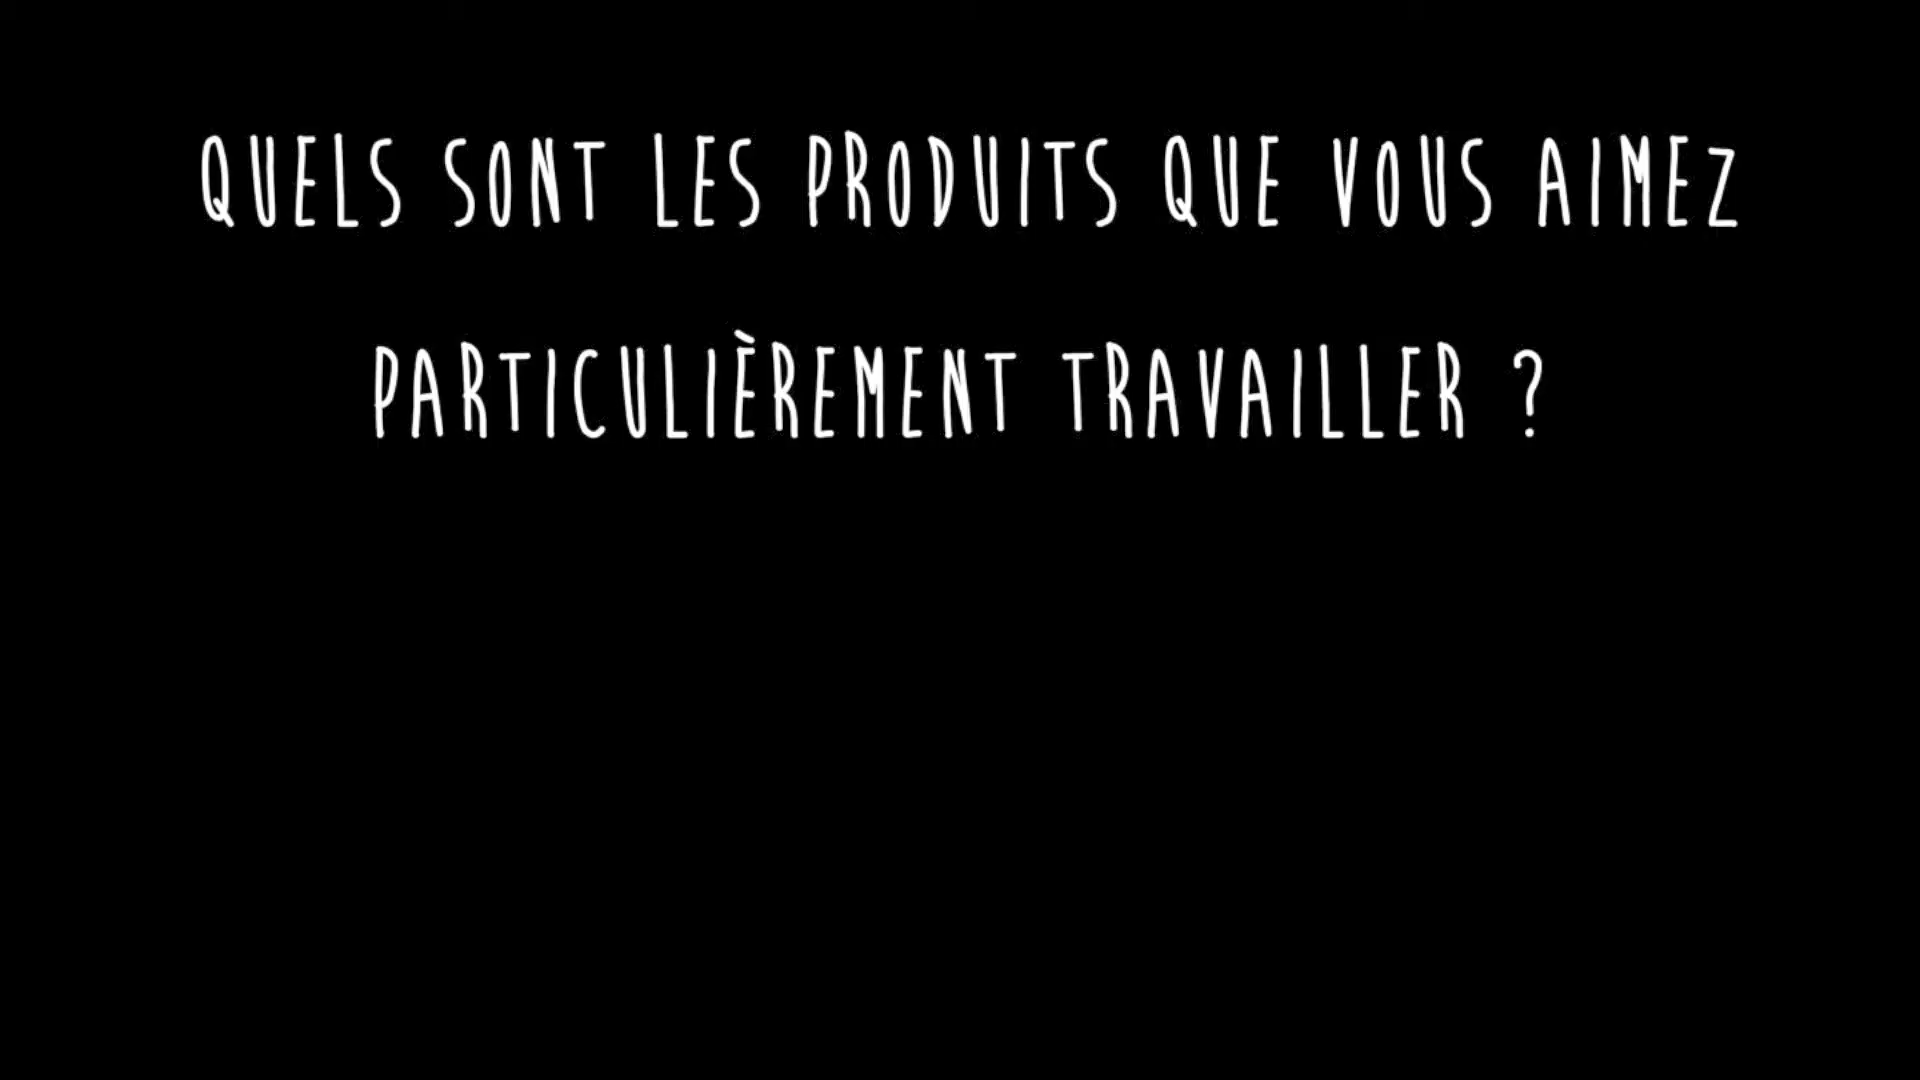 QUELS SONT LES PRODUITS QUE VOUS AIMEZ
PARTICULIÈREMENT TRAVAILLER ?